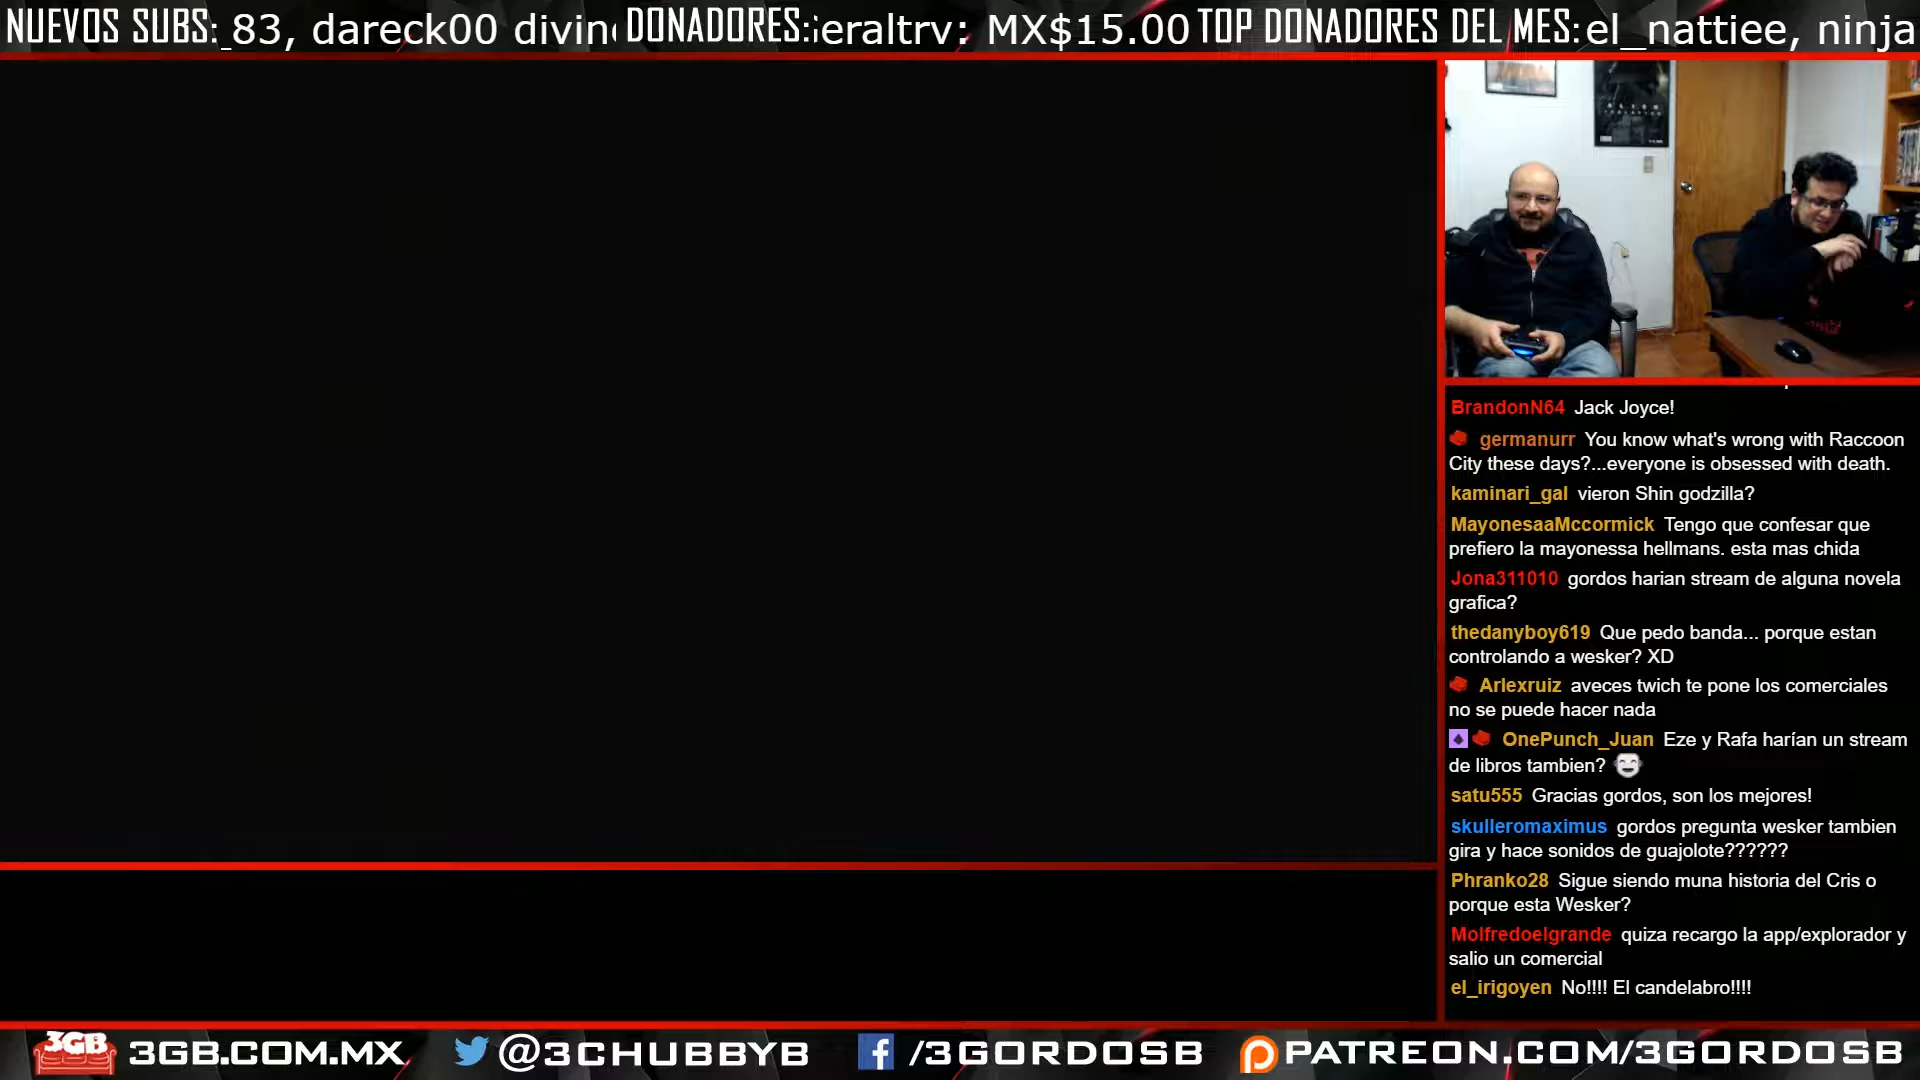 NUEVOS SUBS: _83, dareck00 divin DONADORES: ieraltrv: MX$15.00 TOP DONADORES DEL MES: el_nattiee, ninja
BrandonN64 Jack Joyce!
germanurr You know what's wrong with Raccoon
City these days?...everyone is obsessed with death.
kaminari_gal vieron Shin godzilla?
MayonesaaMccormick Tengo que confesar que
prefiero la mayonessa hellmans. esta mas chida
Jona311010 gordos harian stream de alguna novela
grafica?
thedanyboy619 Que pedo banda... porque estan
controlando a wesker? XD
Arlexruiz aveces twich te pone los comerciales
no se puede hacer nada
OnePunch_Juan Eze y Rafa harían un stream
de libros tambien?
satu555 Gracias gordos, son los mejores!
skulleromaximus gordos pregunta wesker tambien
gira y hace sonidos de guajolote??????
Phranko28 Sigue siendo muna historia del Cris o
porque esta Wesker?
Molfredoelgrande quiza recargo la app/explorador y
salio un comercial
el_irigoyen No!!!! El candelabro!!!!
3GB 3GB.COM.MX @3CHUBBYB /3GORDOSB PATREON.COM/3GORDOSB